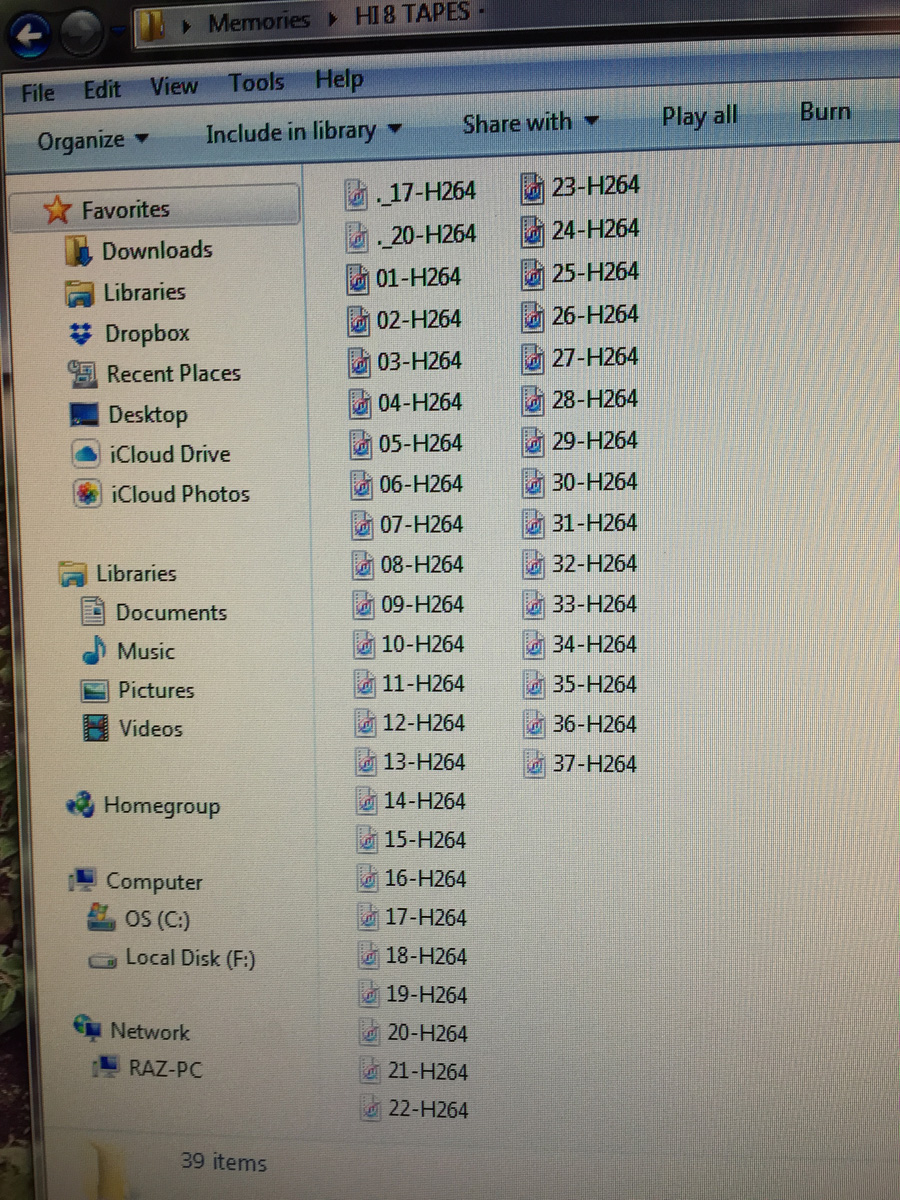 Memories HI8 TAPES
File Edit View Tools Help
Organize Include in library Share with Play all Burn
Favorites
Downloads
Libraries
Dropbox
Recent Places
Desktop
iCloud Drive
iCloud Photos
Libraries
Documents
Music
Pictures
Videos
Homegroup
Computer
OS (C:)
Local Disk (F:)
Network
RAZ-PC
._17-H264
._20-H264
01-H264
02-H264
03-H264
04-H264
05-H264
06-H264
07-H264
08-H264
09-H264
10-H264
11-H264
12-H264
13-H264
14-H264
15-H264
16-H264
17-H264
18-H264
19-H264
20-H264
21-H264
22-H264
23-H264
24-H264
25-H264
26-H264
27-H264
28-H264
29-H264
30-H264
31-H264
32-H264
33-H264
34-H264
35-H264
36-H264
37-H264
39 items